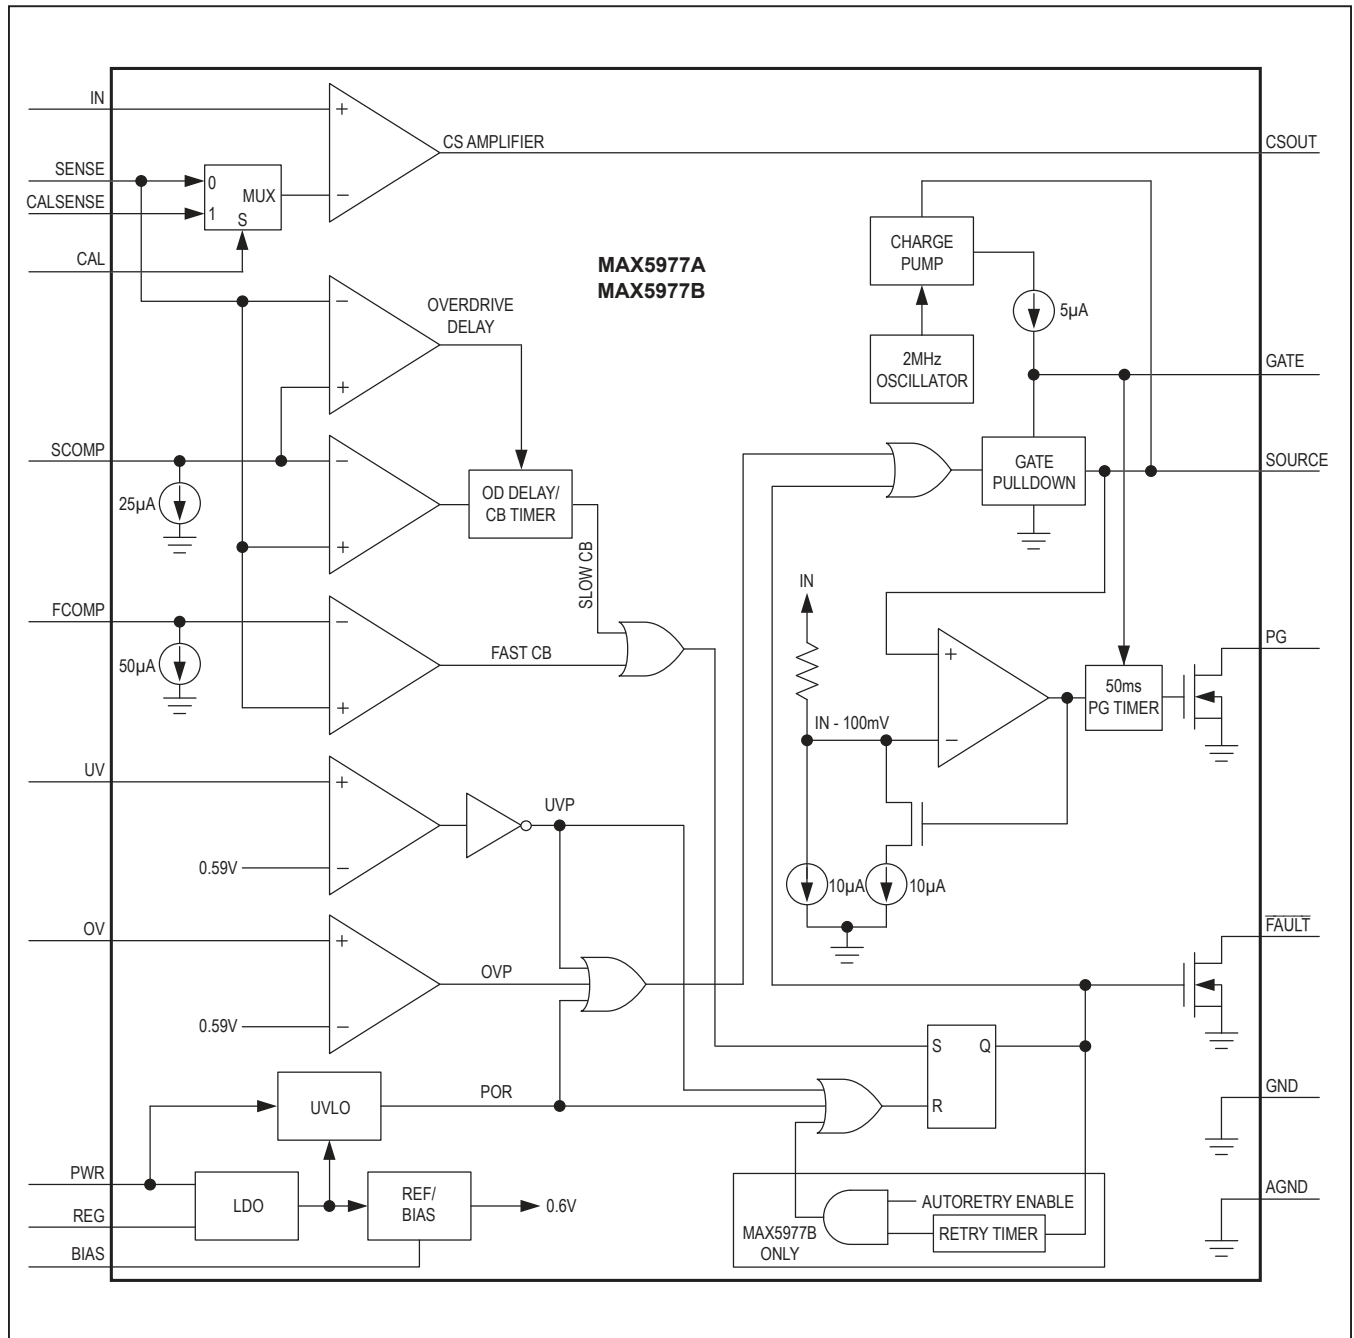 IN
SENSE
CALSENSE
CAL
0
1
MUX
S
+
−
CS AMPLIFIER
CSOUT
MAX5977A
MAX5977B
CHARGE
PUMP
5µA
2MHz
OSCILLATOR
GATE
−
+
OVERDRIVE
DELAY
SCOMP
25µA
−
+
OD DELAY/
CB TIMER
SLOW CB
GATE
PULLDOWN
SOURCE
FCOMP
50µA
−
+
FAST CB
IN
IN - 100mV
+
−
50ms
PG TIMER
PG
10µA
10µA
UV
0.59V
+
−
UVP
OV
0.59V
+
−
OVP
FAULT
S
Q
R
UVLO
POR
GND
PWR
REG
BIAS
LDO
REF/
BIAS
0.6V
AUTORETRY ENABLE
RETRY TIMER
MAX5977B
ONLY
AGND